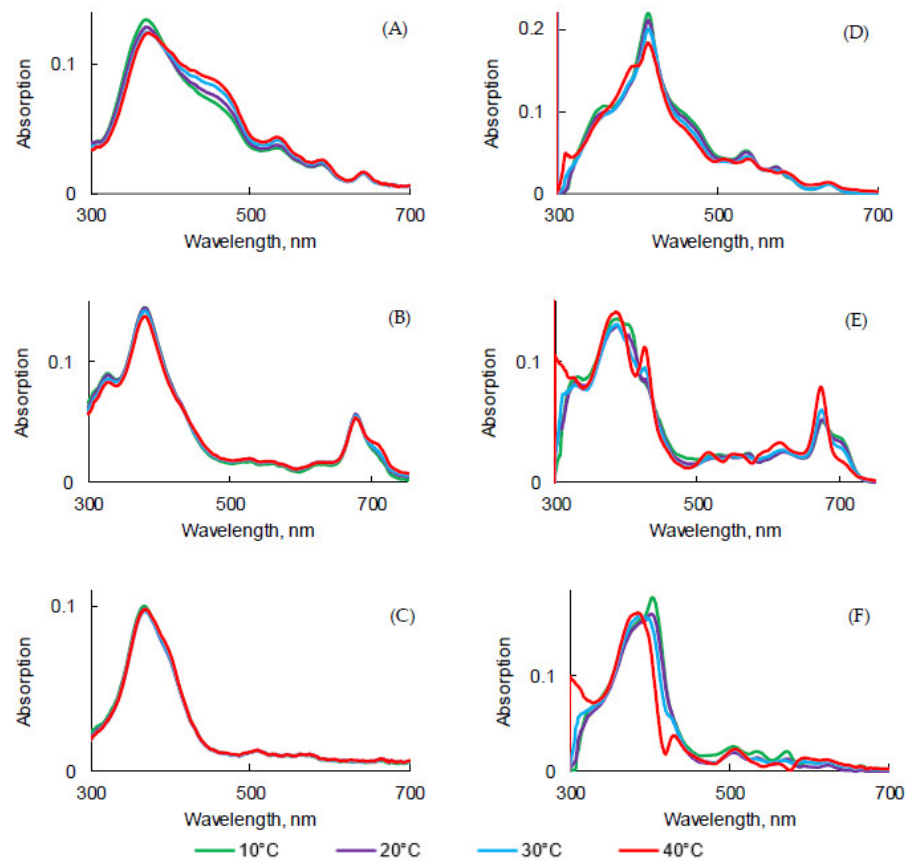 (A)
Absorption
0.1
0
300
500
700
Wavelength, nm
(D)
Absorption
0.2
0.1
0
300
500
700
Wavelength, nm
(B)
Absorption
0.1
0
300
500
700
Wavelength, nm
(E)
Absorption
0.1
0
300
500
700
Wavelength, nm
(C)
Absorption
0.1
0
300
500
700
Wavelength, nm
(F)
Absorption
0.1
0
300
500
700
Wavelength, nm
10°C
20°C
30°C
40°C